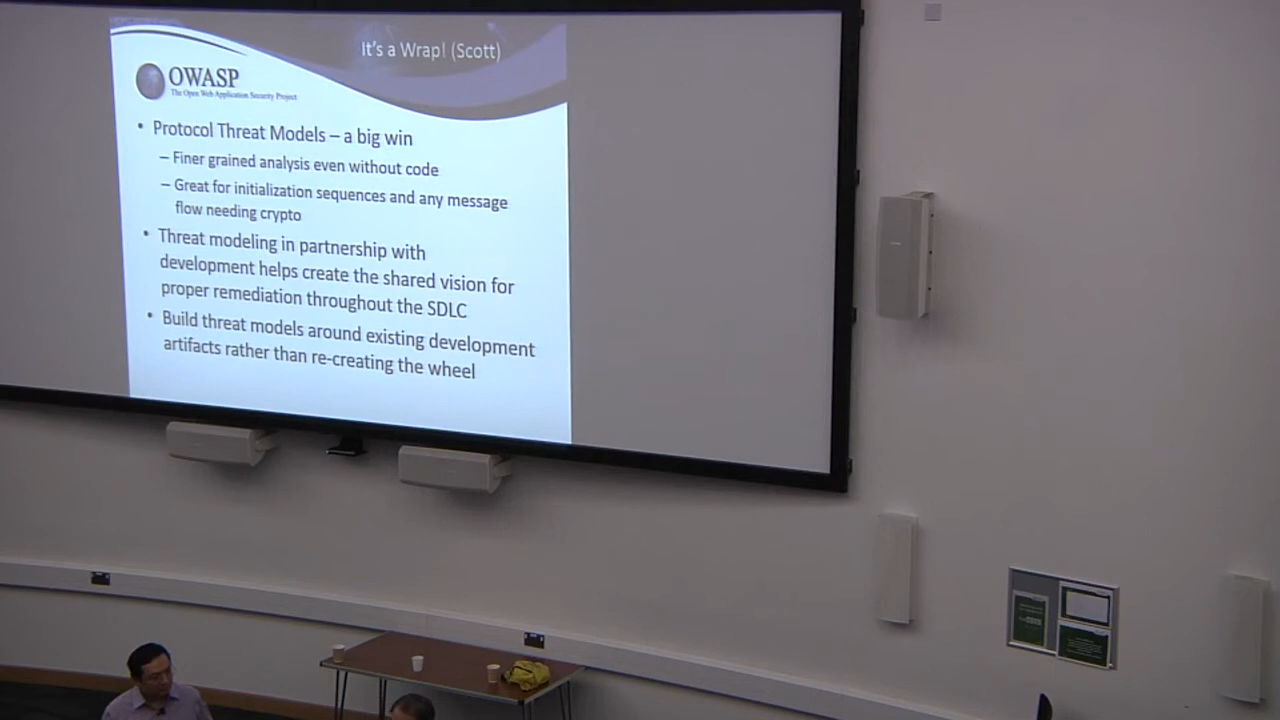 It's a Wrap! (Scott)
OWASP
The Open Web Application Security Project
• Protocol Threat Models – a big win
– Finer grained analysis even without code
– Great for initialization sequences and any message
flow needing crypto
• Threat modeling in partnership with
development helps create the shared vision for
proper remediation throughout the SDLC
• Build threat models around existing development
artifacts rather than re-creating the wheel